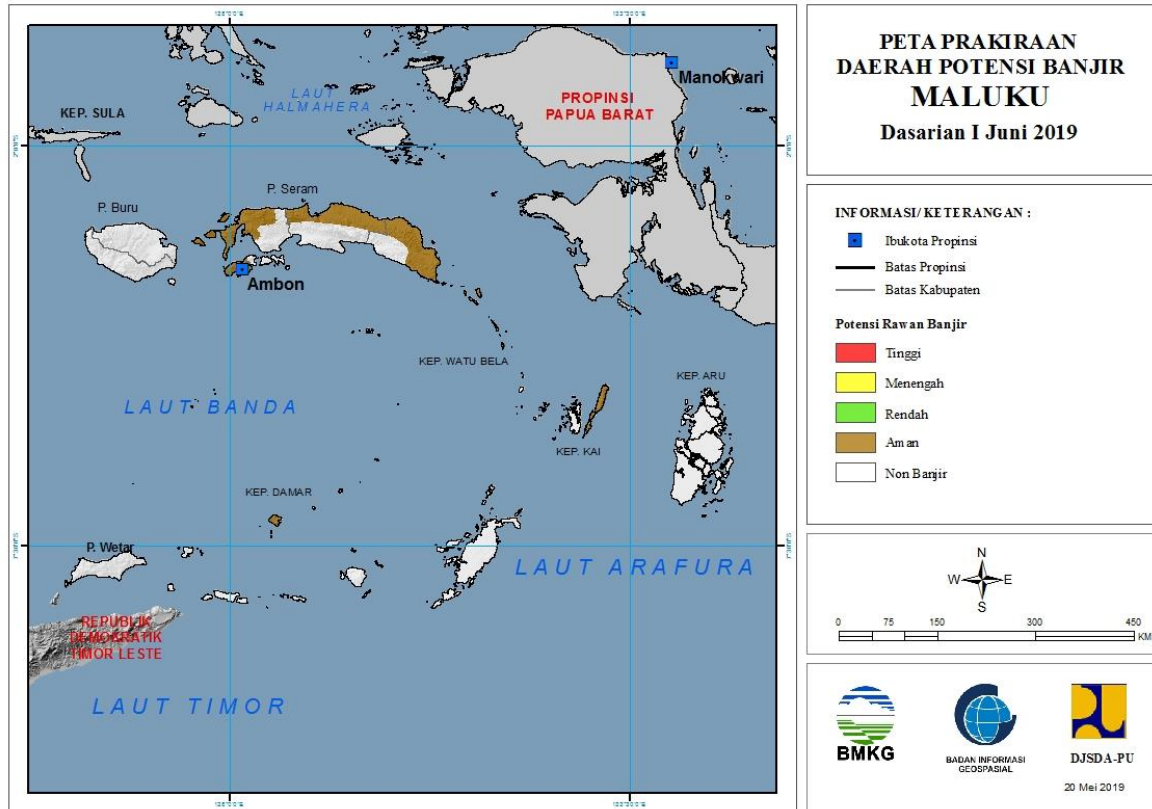 PETA PRAKIRAAN
DAERAH POTENSI BANJIR
MALUKU
Dasarian I Juni 2019
INFORMASI/ KETERANGAN :
Ibukota Propinsi
Batas Propinsi
Batas Kabupaten
Potensi Rawan Banjir
Tinggi
Menengah
Rendah
Aman
Non Banjir
N
W E
S
0 75 150 300 450
KM
BMKG
BADAN INFORMASI
GEOSPASIAL
DJSDA-PU
20 Mei 2019
Manokwari
LAUT
HALMAHERA
PROPINSI
PAPUA BARAT
KEP. SULA
P. Seram
P. Buru
Ambon
KEP. WATU BELA
KEP. ARU
LAUT BANDA
KEP. KAI
KEP. DAMAR
P. Wetar
LAUT ARAFURA
REPUBLIK
DEMOGRATIK
TIMOR LESTE
LAUT TIMOR